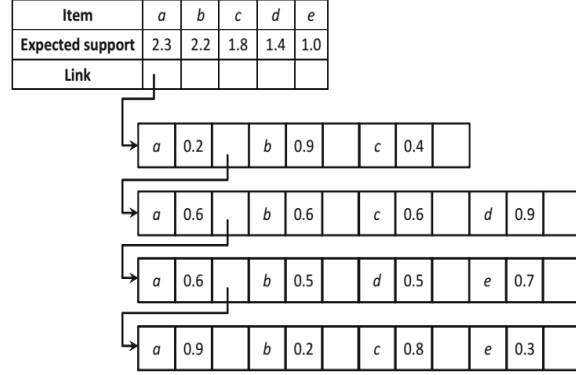 Item a b c d e
Expected support 2.3 2.2 1.8 1.4 1.0
Link
a 0.2 b 0.9 c 0.4
a 0.6 b 0.6 c 0.6 d 0.9
a 0.6 b 0.5 d 0.5 e 0.7
a 0.9 b 0.2 c 0.8 e 0.3